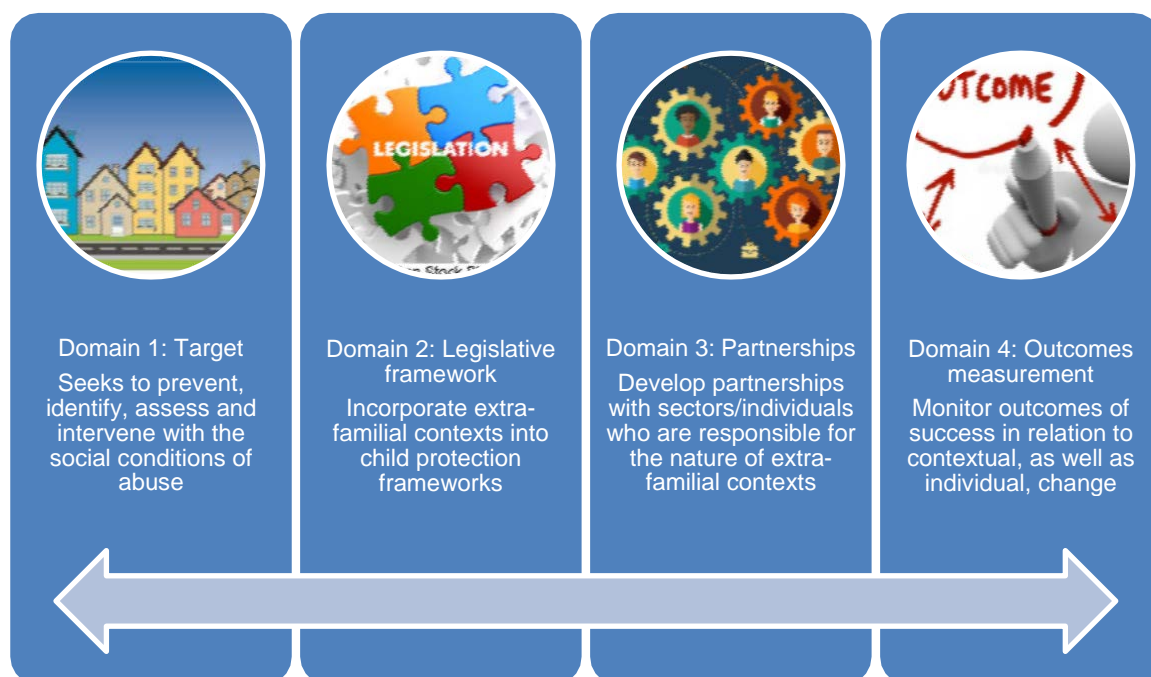 LEGISLATION
UTCOME
Domain 1: Target
Seeks to prevent,
identify, assess and
intervene with the
social conditions of
abuse
Domain 2: Legislative
framework
Incorporate extra-
familial contexts into
child protection
frameworks
Domain 3: Partnerships
Develop partnerships
with sectors/individuals
who are responsible for
the nature of extra-
familial contexts
Domain 4: Outcomes
measurement
Monitor outcomes of
success in relation to
contextual, as well as
individual, change